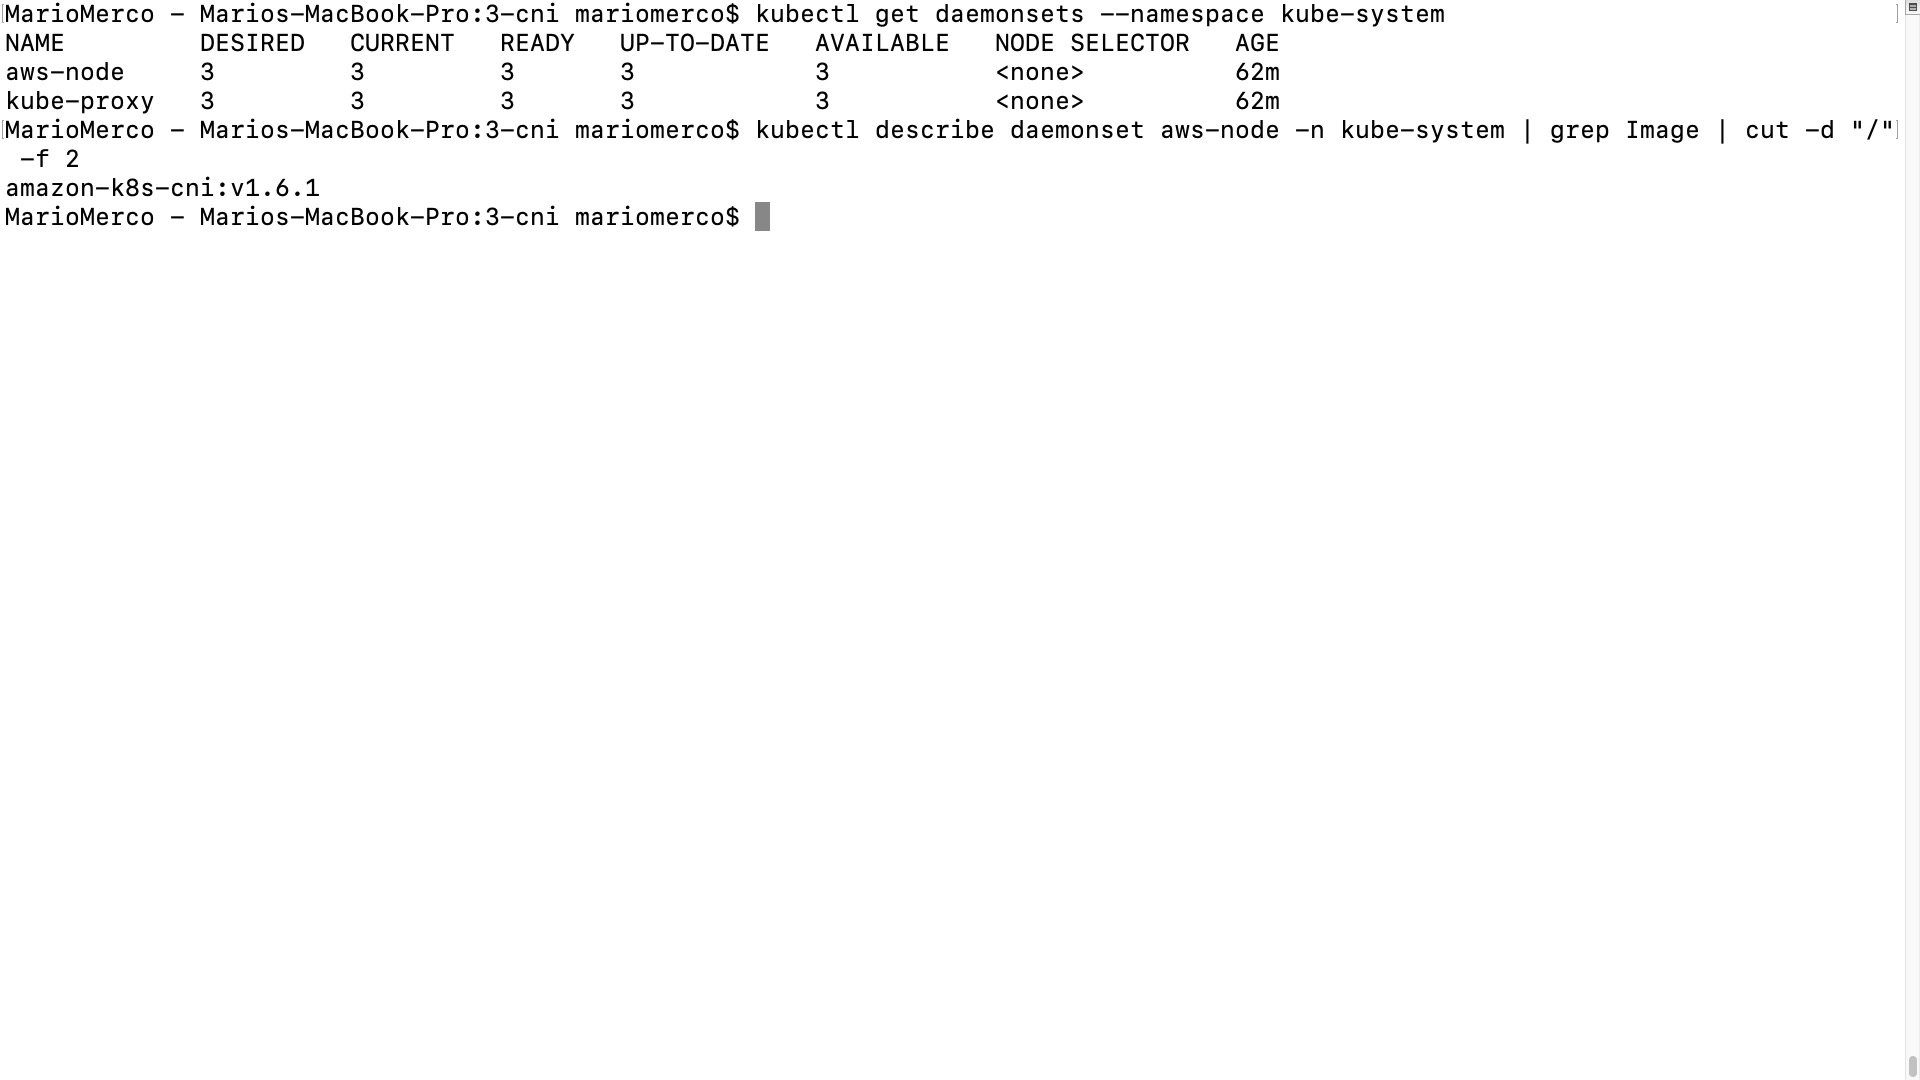 MarioMerco - Marios-MacBook-Pro:3-cni mariomerco$ kubectl get daemonsets --namespace kube-system
NAME         DESIRED   CURRENT   READY   UP-TO-DATE   AVAILABLE   NODE SELECTOR   AGE
aws-node     3         3         3       3            3           <none>          62m
kube-proxy   3         3         3       3            3           <none>          62m
MarioMerco - Marios-MacBook-Pro:3-cni mariomerco$ kubectl describe daemonset aws-node -n kube-system | grep Image | cut -d "/"
 -f 2
amazon-k8s-cni:v1.6.1
MarioMerco - Marios-MacBook-Pro:3-cni mariomerco$